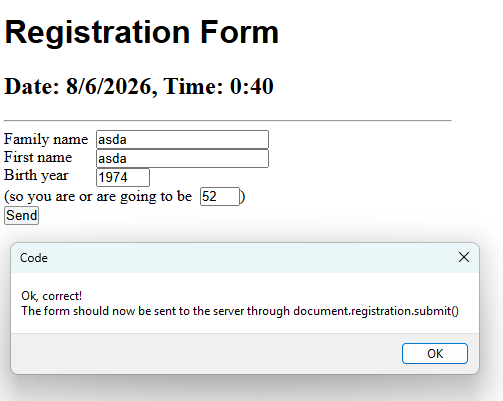 Registration Form
Date: 8/6/2026, Time: 0:40
Family name asda
First name asda
Birth year 1974
(so you are or are going to be 52)
Send
Code
Ok, correct!
The form should now be sent to the server through document.registration.submit()
OK